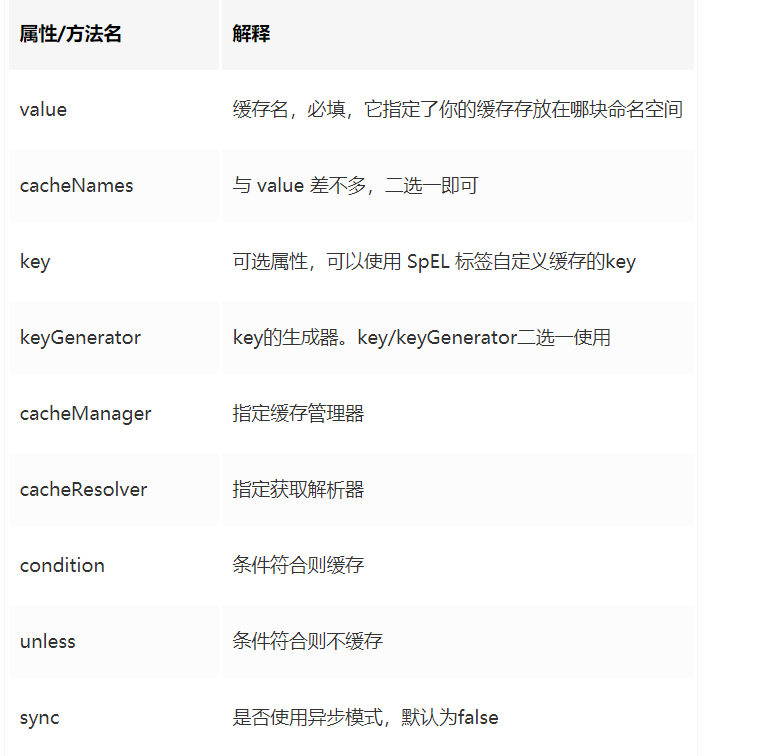 属性/方法名 解释
value 缓存名，必填，它指定了你的缓存存放在哪块命名空间
cacheNames 与 value 差不多，二选一即可
key 可选属性，可以使用 SpEL 标签自定义缓存的key
keyGenerator key的生成器。key/keyGenerator二选一使用
cacheManager 指定缓存管理器
cacheResolver 指定获取解析器
condition 条件符合则缓存
unless 条件符合则不缓存
sync 是否使用异步模式，默认为false